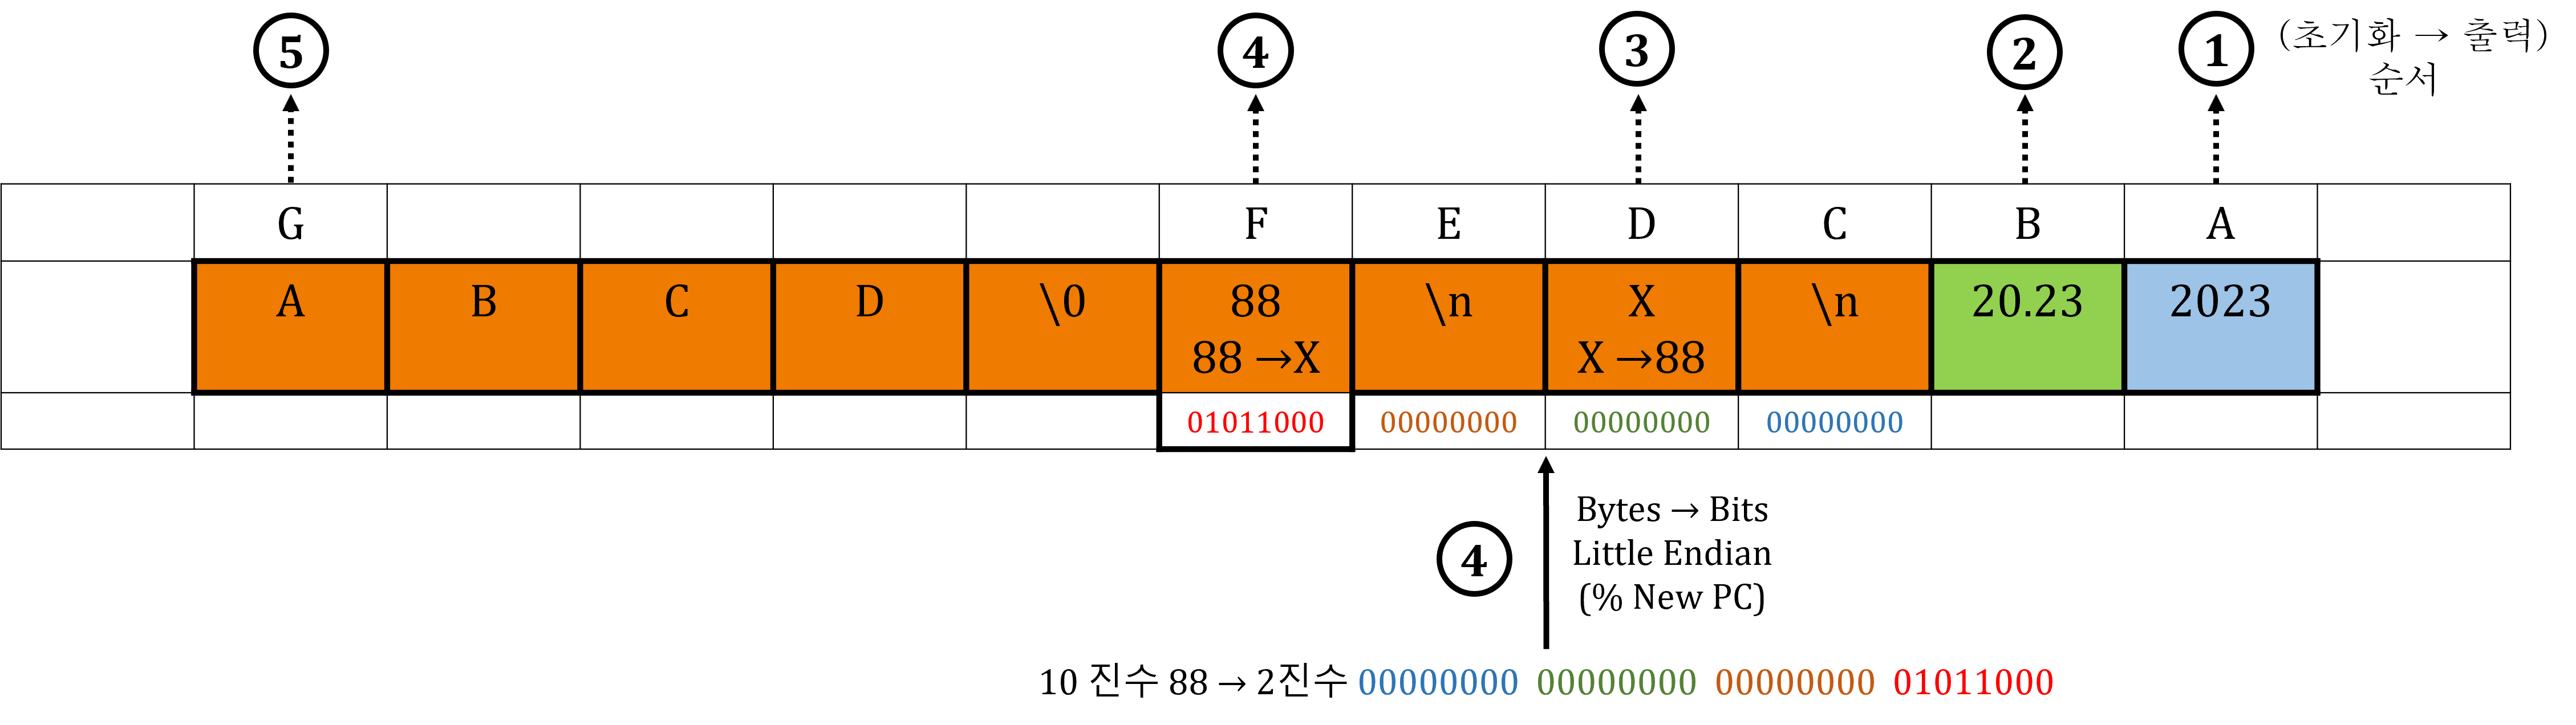 ⑤ ④ ③ ② ① (초기화 → 출력)
순서
G F E D C B A
A B C D \0 88 \n X \n 20.23 2023
88 →X X →88
01011000 00000000 00000000 00000000
④ Bytes → Bits
Little Endian
(% New PC)
10 진수 88 → 2진수 00000000 00000000 00000000 01011000